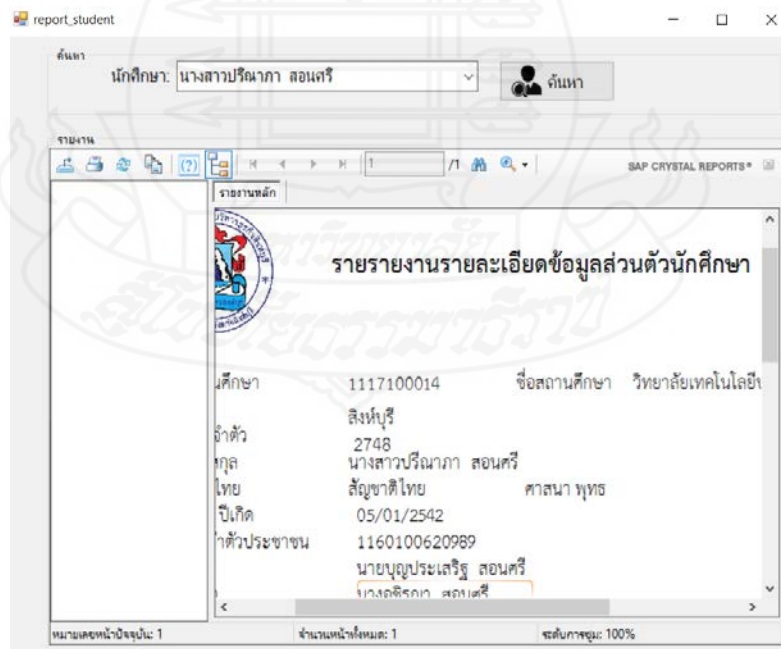 report_student
ค้นหา
นักศึกษา: นางสาวปรีณาภา สอนศรี
ค้นหา
รายงาน
1 /1 SAP CRYSTAL REPORTS®
รายงานหลัก
รายรายงานรายละเอียดข้อมูลส่วนตัวนักศึกษา
นศึกษา 1117100014 ชื่อสถานศึกษา วิทยาลัยเทคโนโลยี
สิงห์บุรี
จำตัว 2748
สกุล นางสาวปรีณาภา สอนศรี
ไทย สัญชาติไทย ศาสนา พุทธ
ปีเกิด 05/01/2542
จำตัวประชาชน 1160100620989
นายบุญประเสริฐ สอนศรี
สอนศรี
หมายเลขหน้าปัจจุบัน: 1 จำนวนหน้าทั้งหมด: 1 ระดับการซูม: 100%